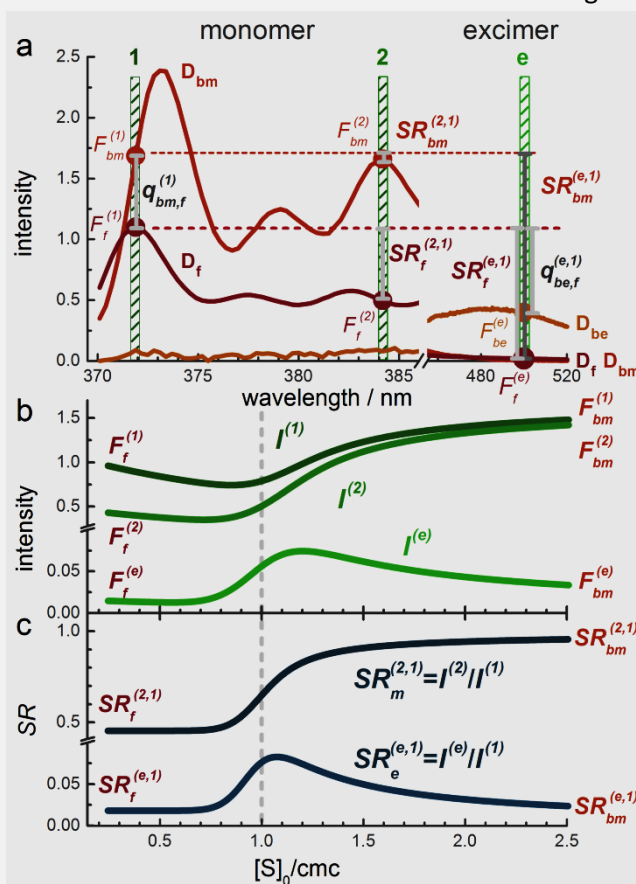 monomer excimer
a 1 2 e
2.5 2.0 1.5 1.0 0.5 0.0
intensity
D_bm
F_bm^(1)
q_bm,f^(1)
F_f^(1)
D_f
F_bm^(2) SR_bm^(2,1)
SR_f^(2,1)
F_f^(2)
SR_bm^(e,1)
SR_f^(e,1) q_be,f^(e,1)
F_be^(e) D_be
D_f D_bm
F_f^(e)
370 375 380 385 480 500 520
wavelength / nm
b
1.5 1.0 0.5 0.05 0.00
intensity
F_f^(1) I^(1) F_bm^(1)
F_f^(2) I^(2) F_bm^(2)
F_f^(e) I^(e) F_bm^(e)
c
1.0 0.5 0.05 0.00
SR
SR_f^(2,1) SR_m^(2,1)=I^(2)/I^(1) SR_bm^(2,1)
SR_f^(e,1) SR_e^(e,1)=I^(e)/I^(1) SR_bm^(e,1)
0.5 1.0 1.5 2.0 2.5
[S]_0/cmc